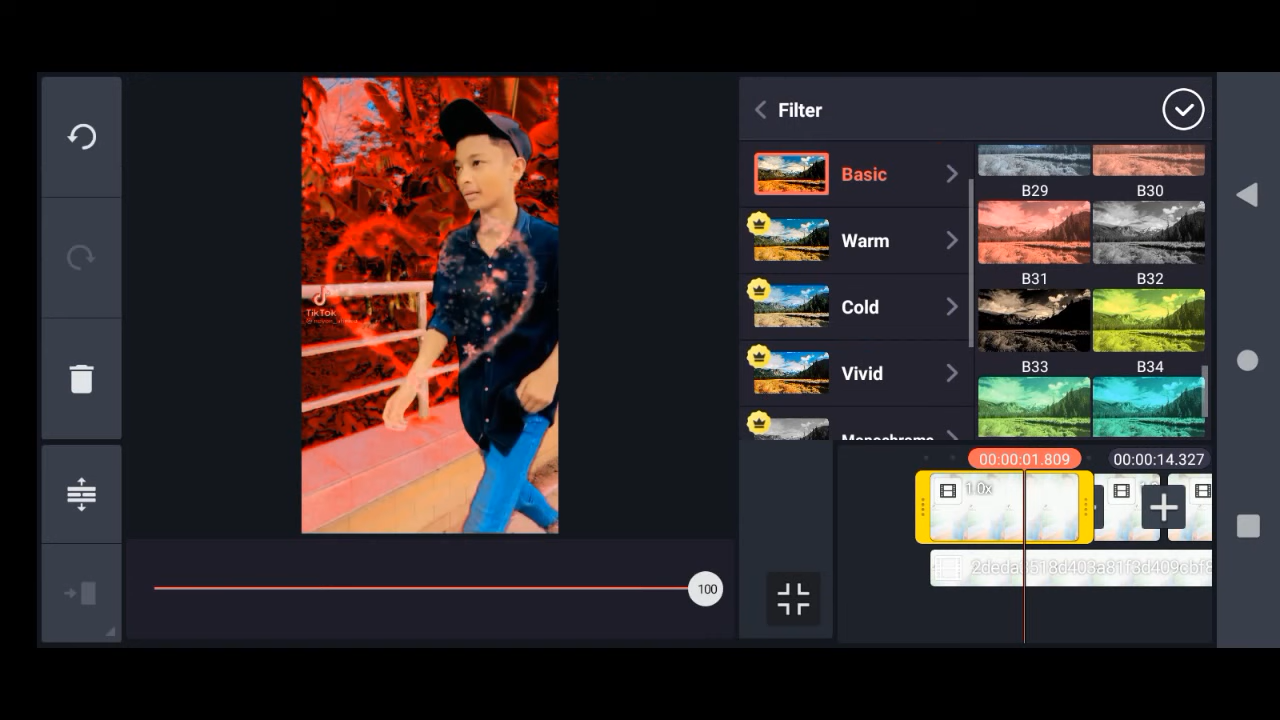 Filter
Basic
Warm
Cold
Vivid
B29
B30
B31
B32
B33
B34
TikTok
100
00:00:01.809
00:00:14.327
1.0x